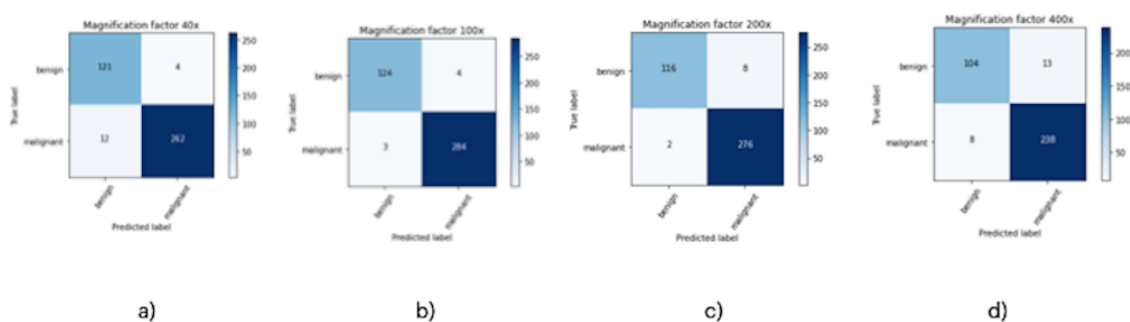 Magnification factor 40x
True label
benign
malignant
121
4
12
262
250
200
150
100
50
benign
malignant
Predicted label
a)
Magnification factor 100x
True label
benign
malignant
124
4
3
284
250
200
150
100
50
benign
malignant
Predicted label
b)
Magnification factor 200x
True label
benign
malignant
116
8
2
276
250
200
150
100
50
benign
malignant
Predicted label
c)
Magnification factor 400x
True label
benign
malignant
104
13
8
238
200
150
100
50
benign
malignant
Predicted label
d)